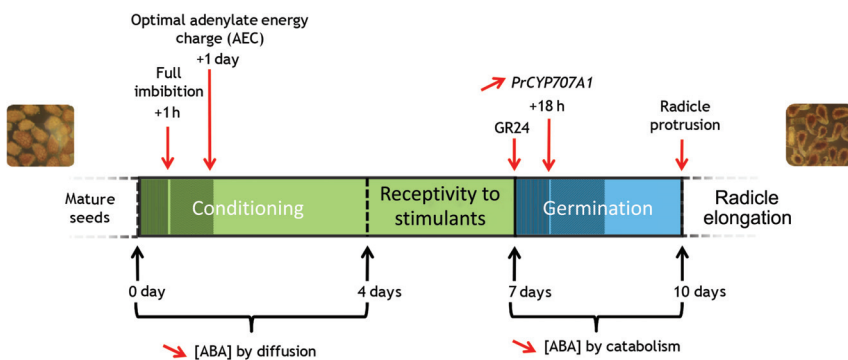 Optimal adenylate energy
charge (AEC)
+1 day
Full
imbibition
+1 h
PrCYP707A1
+18 h
GR24
Radicle
protrusion
Mature
seeds
Conditioning
Receptivity to
stimulants
Germination
Radicle
elongation
0 day
4 days
7 days
10 days
[ABA] by diffusion
[ABA] by catabolism